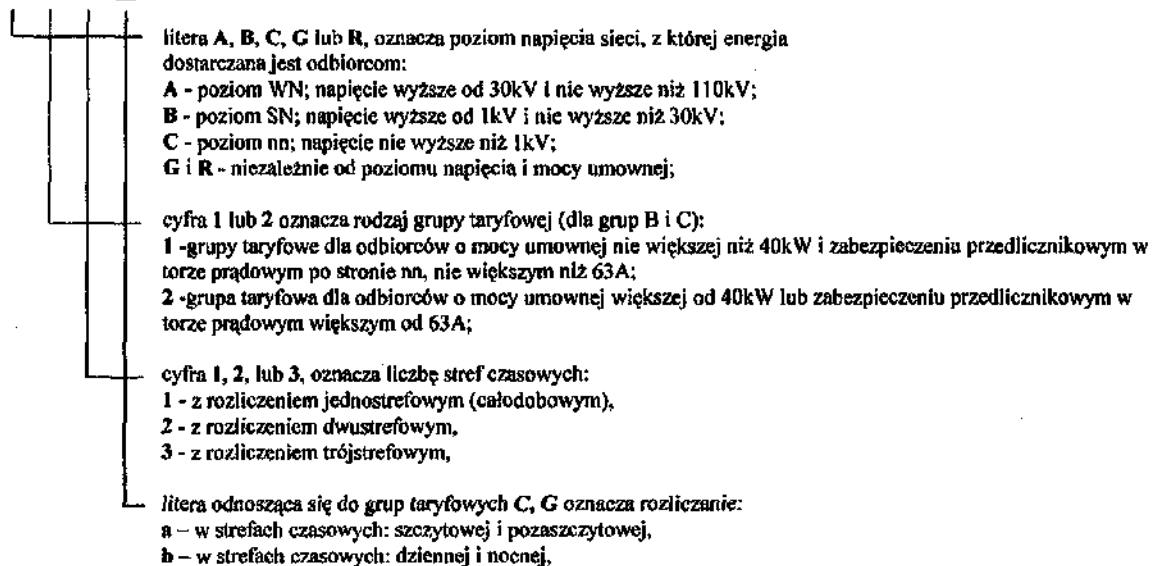 litera A, B, C, G lub R, oznacza poziom napięcia sieci, z której energia
dostarczana jest odbiorcom:
A - poziom WN; napięcie wyższe od 30kV i nie wyższe niż 110kV;
B - poziom SN; napięcie wyższe od 1kV i nie wyższe niż 30kV;
C - poziom nn; napięcie nie wyższe niż 1kV;
G i R - niezależnie od poziomu napięcia i mocy umownej;
cyfra 1 lub 2 oznacza rodzaj grupy taryfowej (dla grup B i C):
1 -grupy taryfowe dla odbiorców o mocy umownej nie większej niż 40kW i zabezpieczeniu przedlicznikowym w
torze prądowym po stronie nn, nie większym niż 63A;
2 -grupa taryfowa dla odbiorców o mocy umownej większej od 40kW lub zabezpieczeniu przedlicznikowym w
torze prądowym większym od 63A;
cyfra 1, 2, lub 3, oznacza liczbę stref czasowych:
1 - z rozliczeniem jednostrefowym (całodobowym),
2 - z rozliczeniem dwustrefowym,
3 - z rozliczeniem trójstrefowym,
litera odnosząca się do grup taryfowych C, G oznacza rozliczanie:
a – w strefach czasowych: szczytowej i pozaszczytowej,
b – w strefach czasowych: dziennej i nocnej,